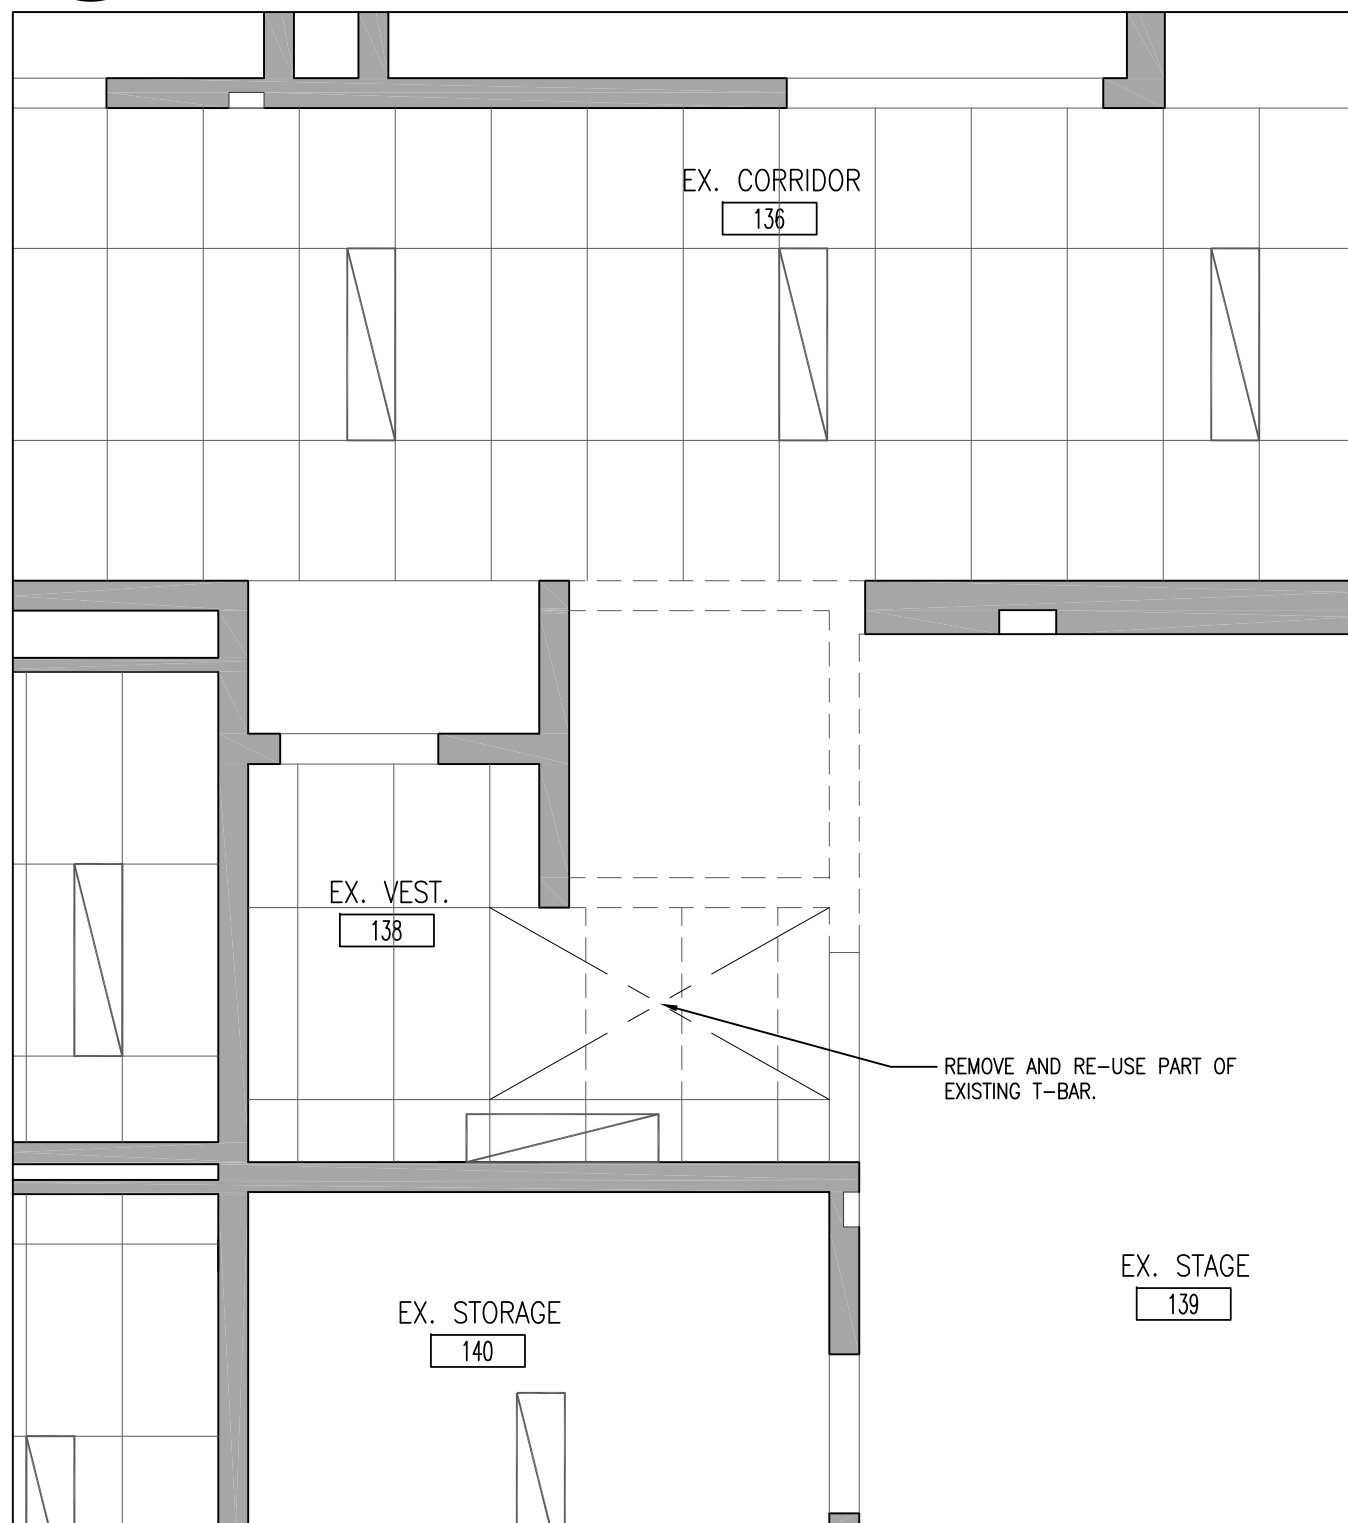 EX. CORRIDOR
136
EX. VEST.
138
REMOVE AND RE-USE PART OF
EXISTING T-BAR.
EX. STAGE
139
EX. STORAGE
140